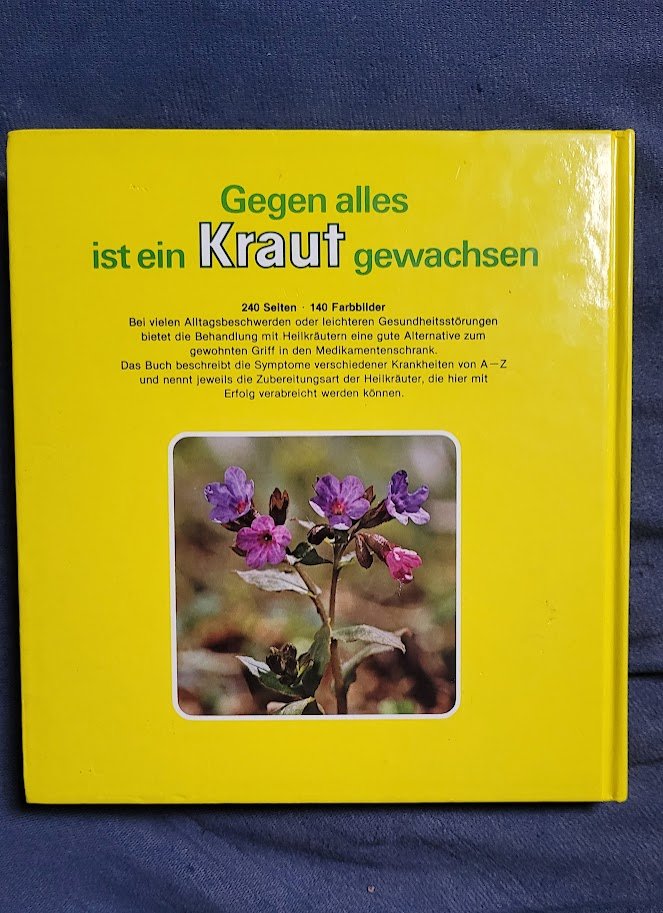 Gegen alles
ist ein Kraut gewachsen
240 Seiten · 140 Farbbilder
Bei vielen Alltagsbeschwerden oder leichteren Gesundheitsstörungen
bietet die Behandlung mit Heilkräutern eine gute Alternative zum
gewohnten Griff in den Medikamentenschrank.
Das Buch beschreibt die Symptome verschiedener Krankheiten von A—Z
und nennt jeweils die Zubereitungsart der Heilkräuter, die hier mit
Erfolg verabreicht werden können.